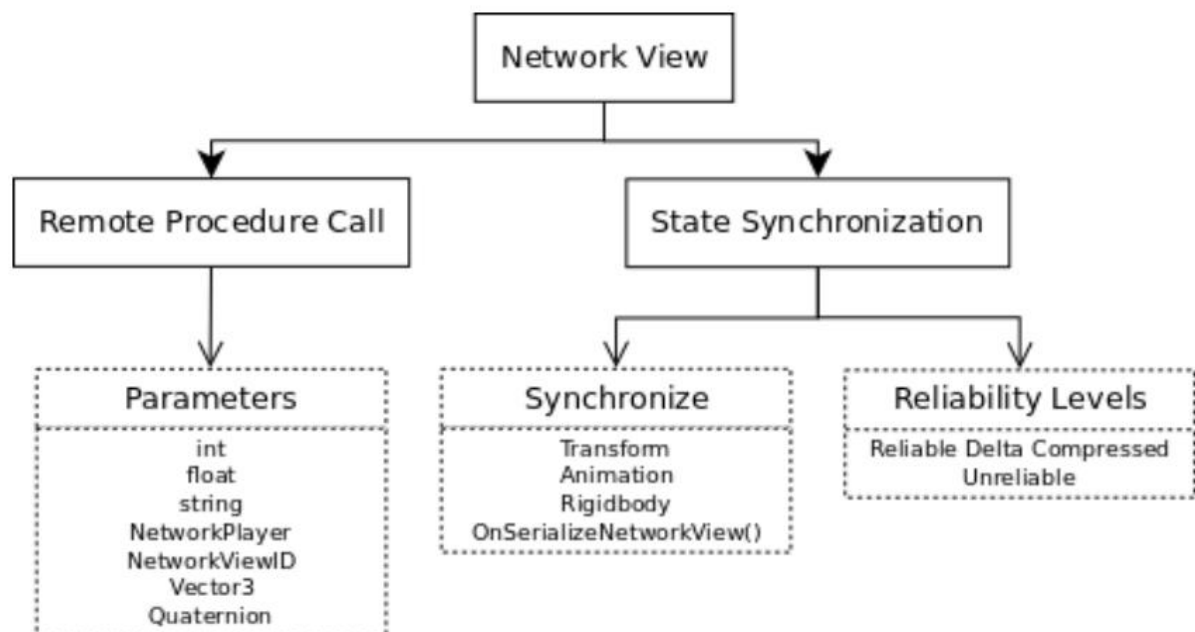 Network View
Remote Procedure Call
State Synchronization
Parameters
int
float
string
NetworkPlayer
NetworkViewID
Vector3
Quaternion
Synchronize
Transform
Animation
Rigidbody
OnSerializeNetworkView()
Reliability Levels
Reliable Delta Compressed
Unreliable